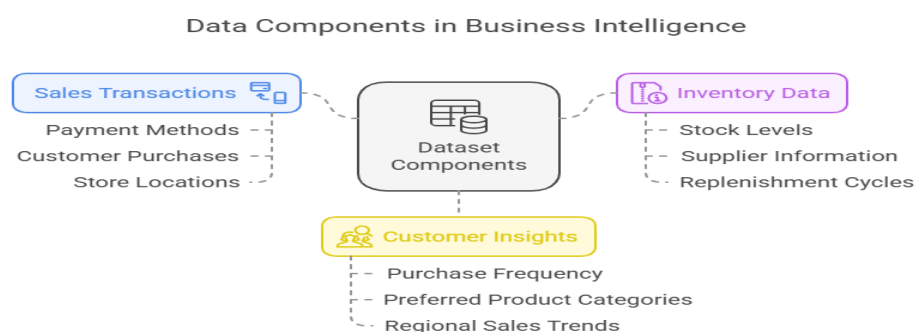 Data Components in Business Intelligence
Sales Transactions
Payment Methods
Customer Purchases
Store Locations
Dataset
Components
Inventory Data
Stock Levels
Supplier Information
Replenishment Cycles
Customer Insights
Purchase Frequency
Preferred Product Categories
Regional Sales Trends